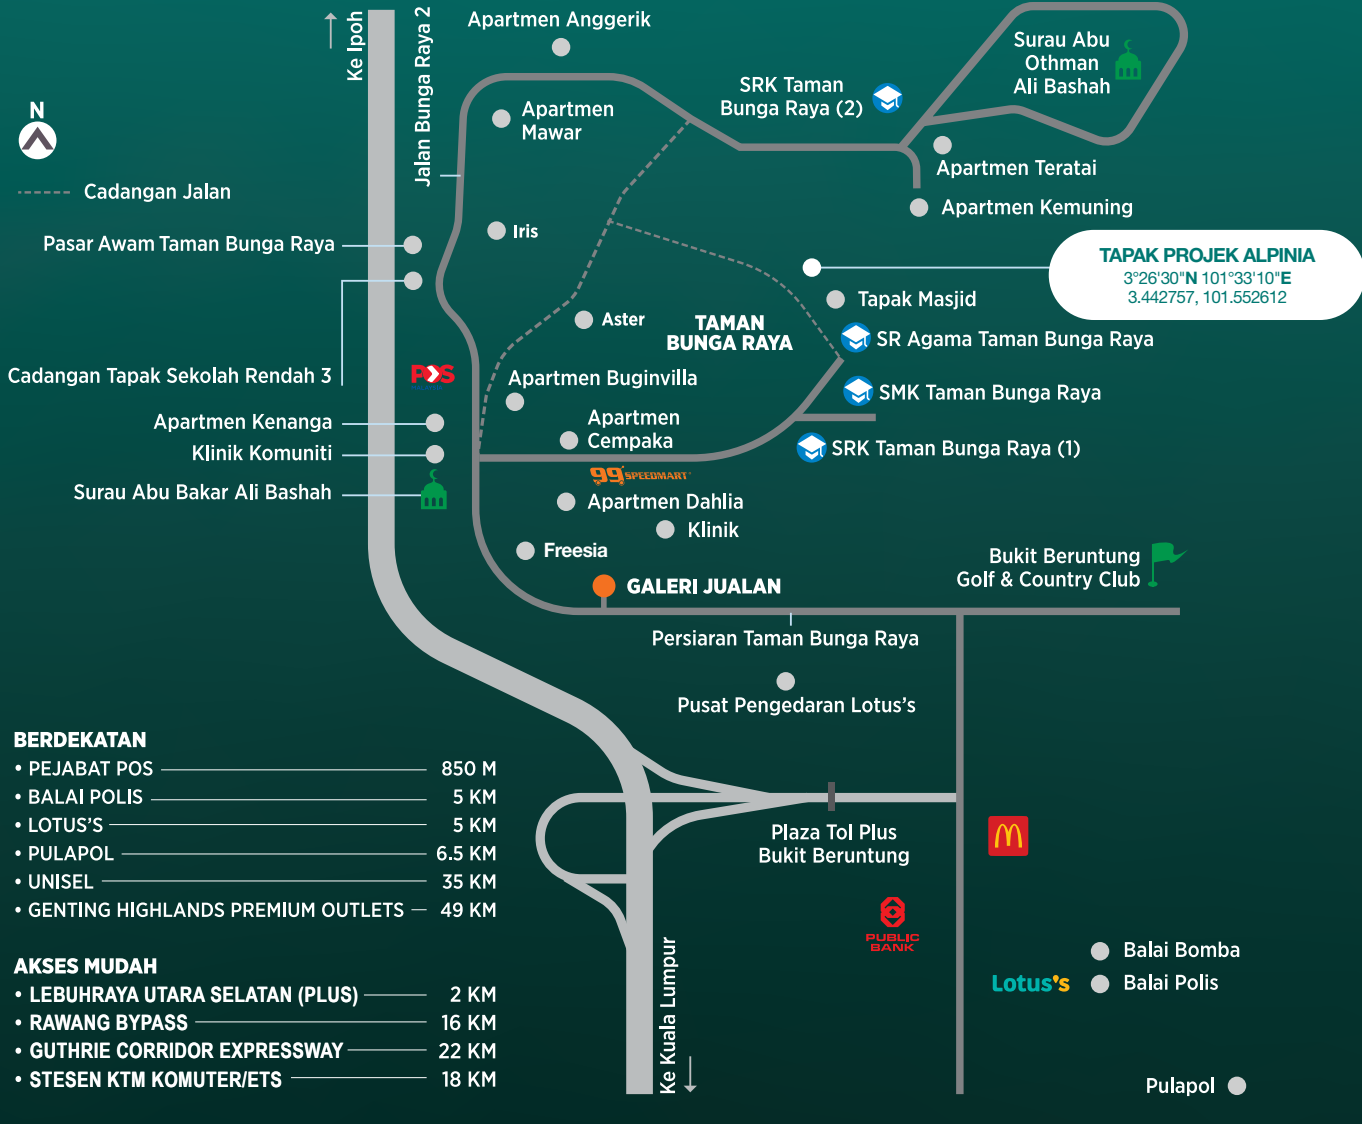 Ke Ipoh
Jalan Bunga Raya 2
Apartmen Anggerik
Surau Abu
Othman
Ali Bashah
SRK Taman
Bunga Raya (2)
N
Apartmen
Mawar
Cadangan Jalan
Apartmen Teratai
Apartmen Kemuning
Iris
Pasar Awam Taman Bunga Raya
TAPAK PROJEK ALPINIA
3°26'30"N 101°33'10"E
3.442757, 101.552612
Tapak Masjid
Aster
TAMAN
BUNGA RAYA
SR Agama Taman Bunga Raya
Cadangan Tapak Sekolah Rendah 3
POS
Apartmen Buginvilla
SMK Taman Bunga Raya
Apartmen Kenanga
Apartmen
Cempaka
Klinik Komuniti
SRK Taman Bunga Raya (1)
99 SPEEDMART
Surau Abu Bakar Ali Bashah
Apartmen Dahlia
Klinik
Freesia
Bukit Beruntung
Golf & Country Club
GALERI JUALAN
Persiaran Taman Bunga Raya
Pusat Pengedaran Lotus's
BERDEKATAN
• PEJABAT POS 850 M
• BALAI POLIS 5 KM
• LOTUS'S 5 KM
• PULAPOL 6.5 KM
• UNISEL 35 KM
• GENTING HIGHLANDS PREMIUM OUTLETS 49 KM
Plaza Tol Plus
Bukit Beruntung
PUBLIC
BANK
AKSES MUDAH
• LEBUHRAYA UTARA SELATAN (PLUS) 2 KM
• RAWANG BYPASS 16 KM
• GUTHRIE CORRIDOR EXPRESSWAY 22 KM
• STESEN KTM KOMUTER/ETS 18 KM
Ke Kuala Lumpur
Balai Bomba
Lotus's
Balai Polis
Pulapol